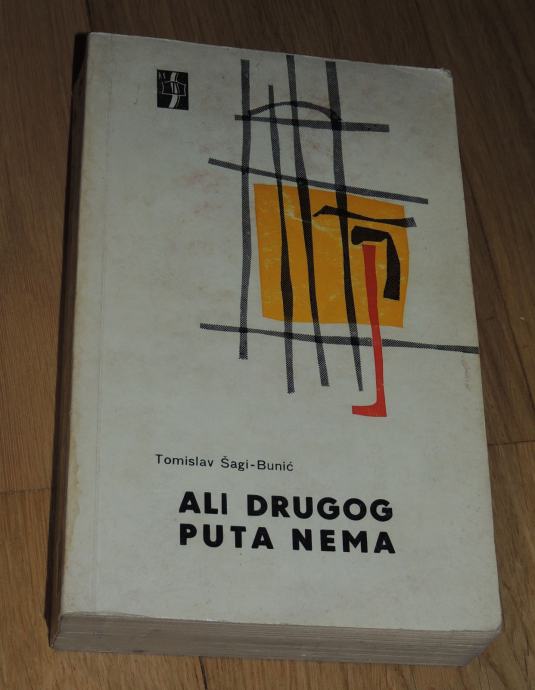 Tomislav Šagi-Bunić
ALI DRUGOG
PUTA NEMA